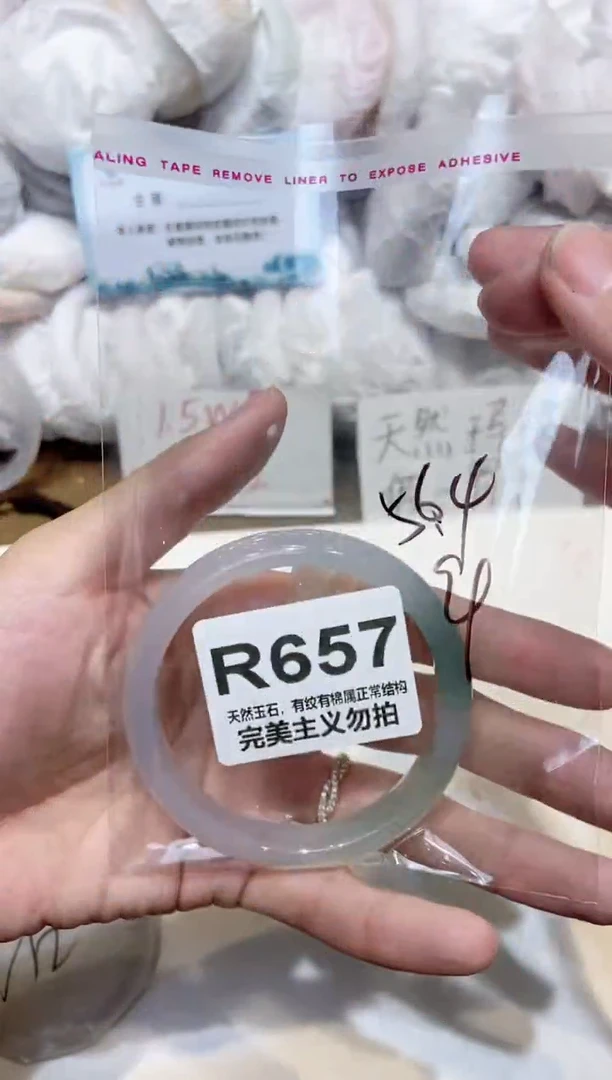 ALING TAPE REMOVE LINER TO EXPOSE ADHESIVE
1.5W
天然玛
56.4
R657
天然玉石，有纹有棉属正常结构
完美主义勿拍